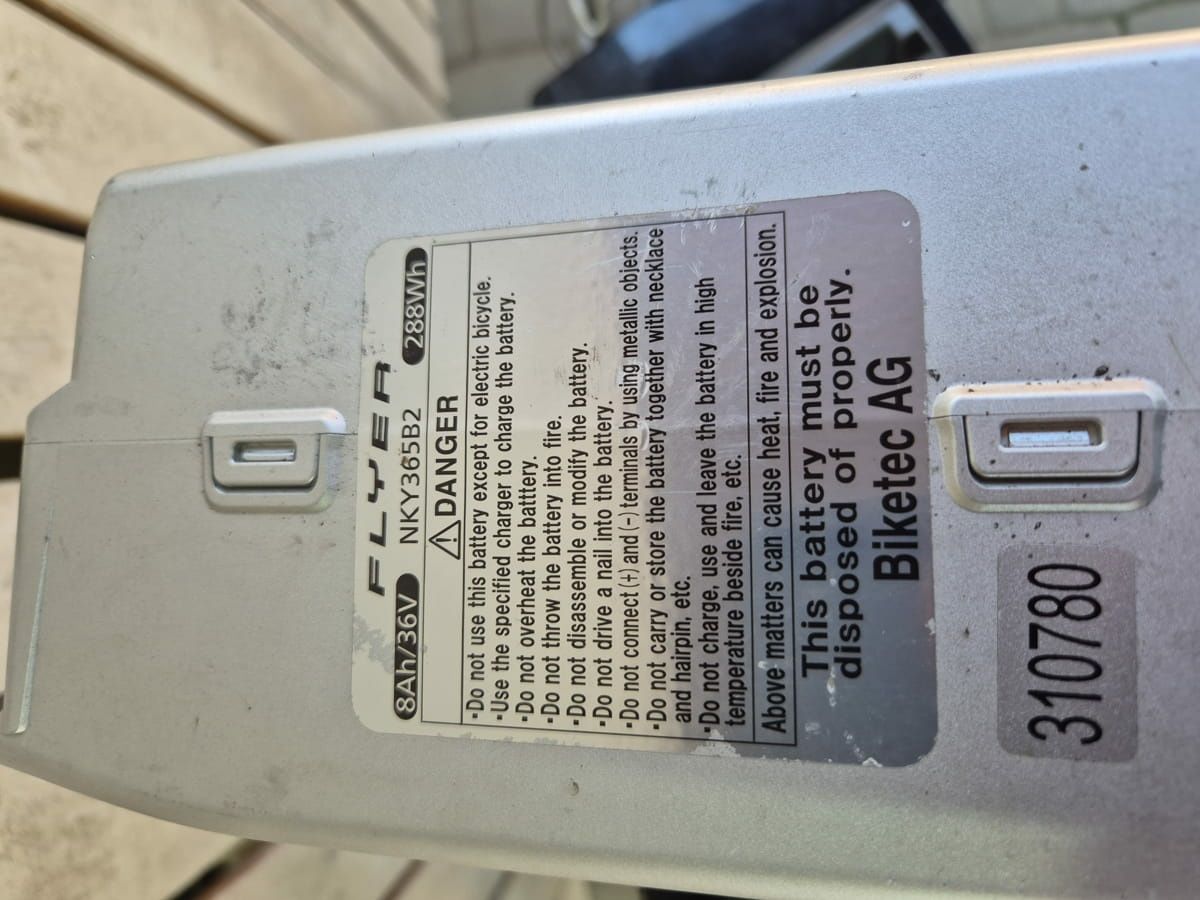 FLYER
8Ah/36V NKY365B2 288Wh
⚠DANGER
•Do not use this battery except for electric bicycle.
•Use the specified charger to charge the battery.
•Do not overheat the battery.
•Do not throw the battery into fire.
•Do not disassemble or modify the battery.
•Do not drive a nail into the battery.
•Do not connect (+) and (-) terminals by using metallic objects.
•Do not carry or store the battery together with necklace
and hairpin, etc.
•Do not charge, use and leave the battery in high
temperature beside fire, etc.
Above matters can cause heat, fire and explosion.
This battery must be
disposed of properly.
Biketec AG
310780